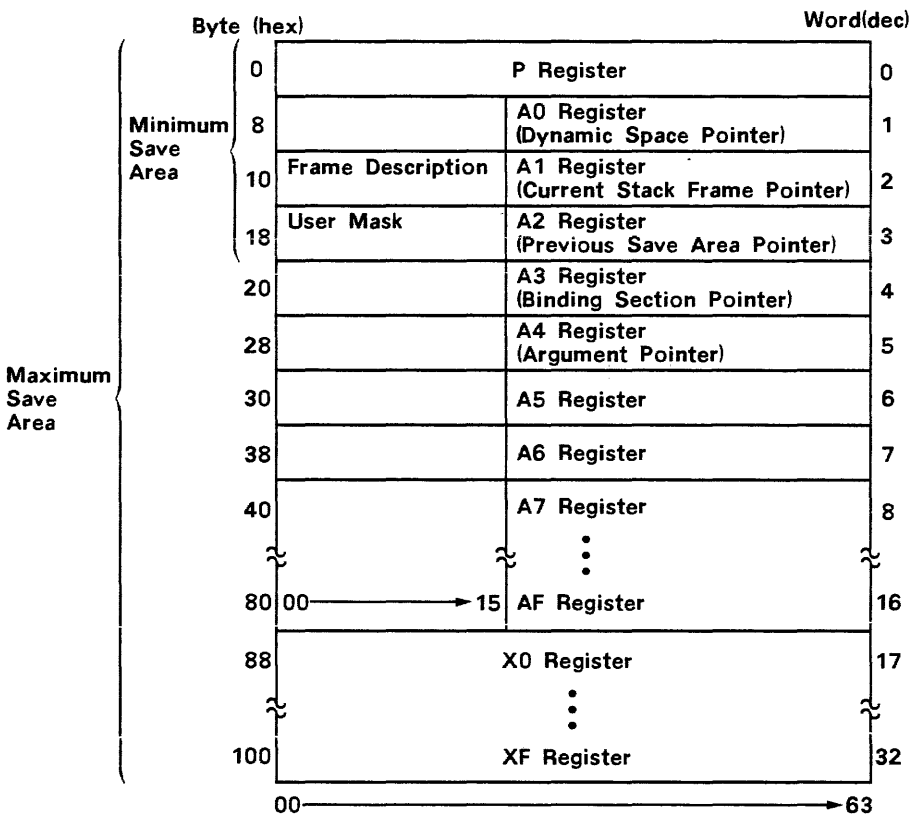 Byte (hex)
Word(dec)
0 P Register 0
Minimum
Save
Area
8 A0 Register
(Dynamic Space Pointer) 1
10 Frame Description A1 Register
(Current Stack Frame Pointer) 2
18 User Mask A2 Register
(Previous Save Area Pointer) 3
20 A3 Register
(Binding Section Pointer) 4
28 A4 Register
(Argument Pointer) 5
Maximum
Save
Area
30 A5 Register 6
38 A6 Register 7
40 A7 Register 8
80 00 15 AF Register 16
88 X0 Register 17
100 XF Register 32
00 63